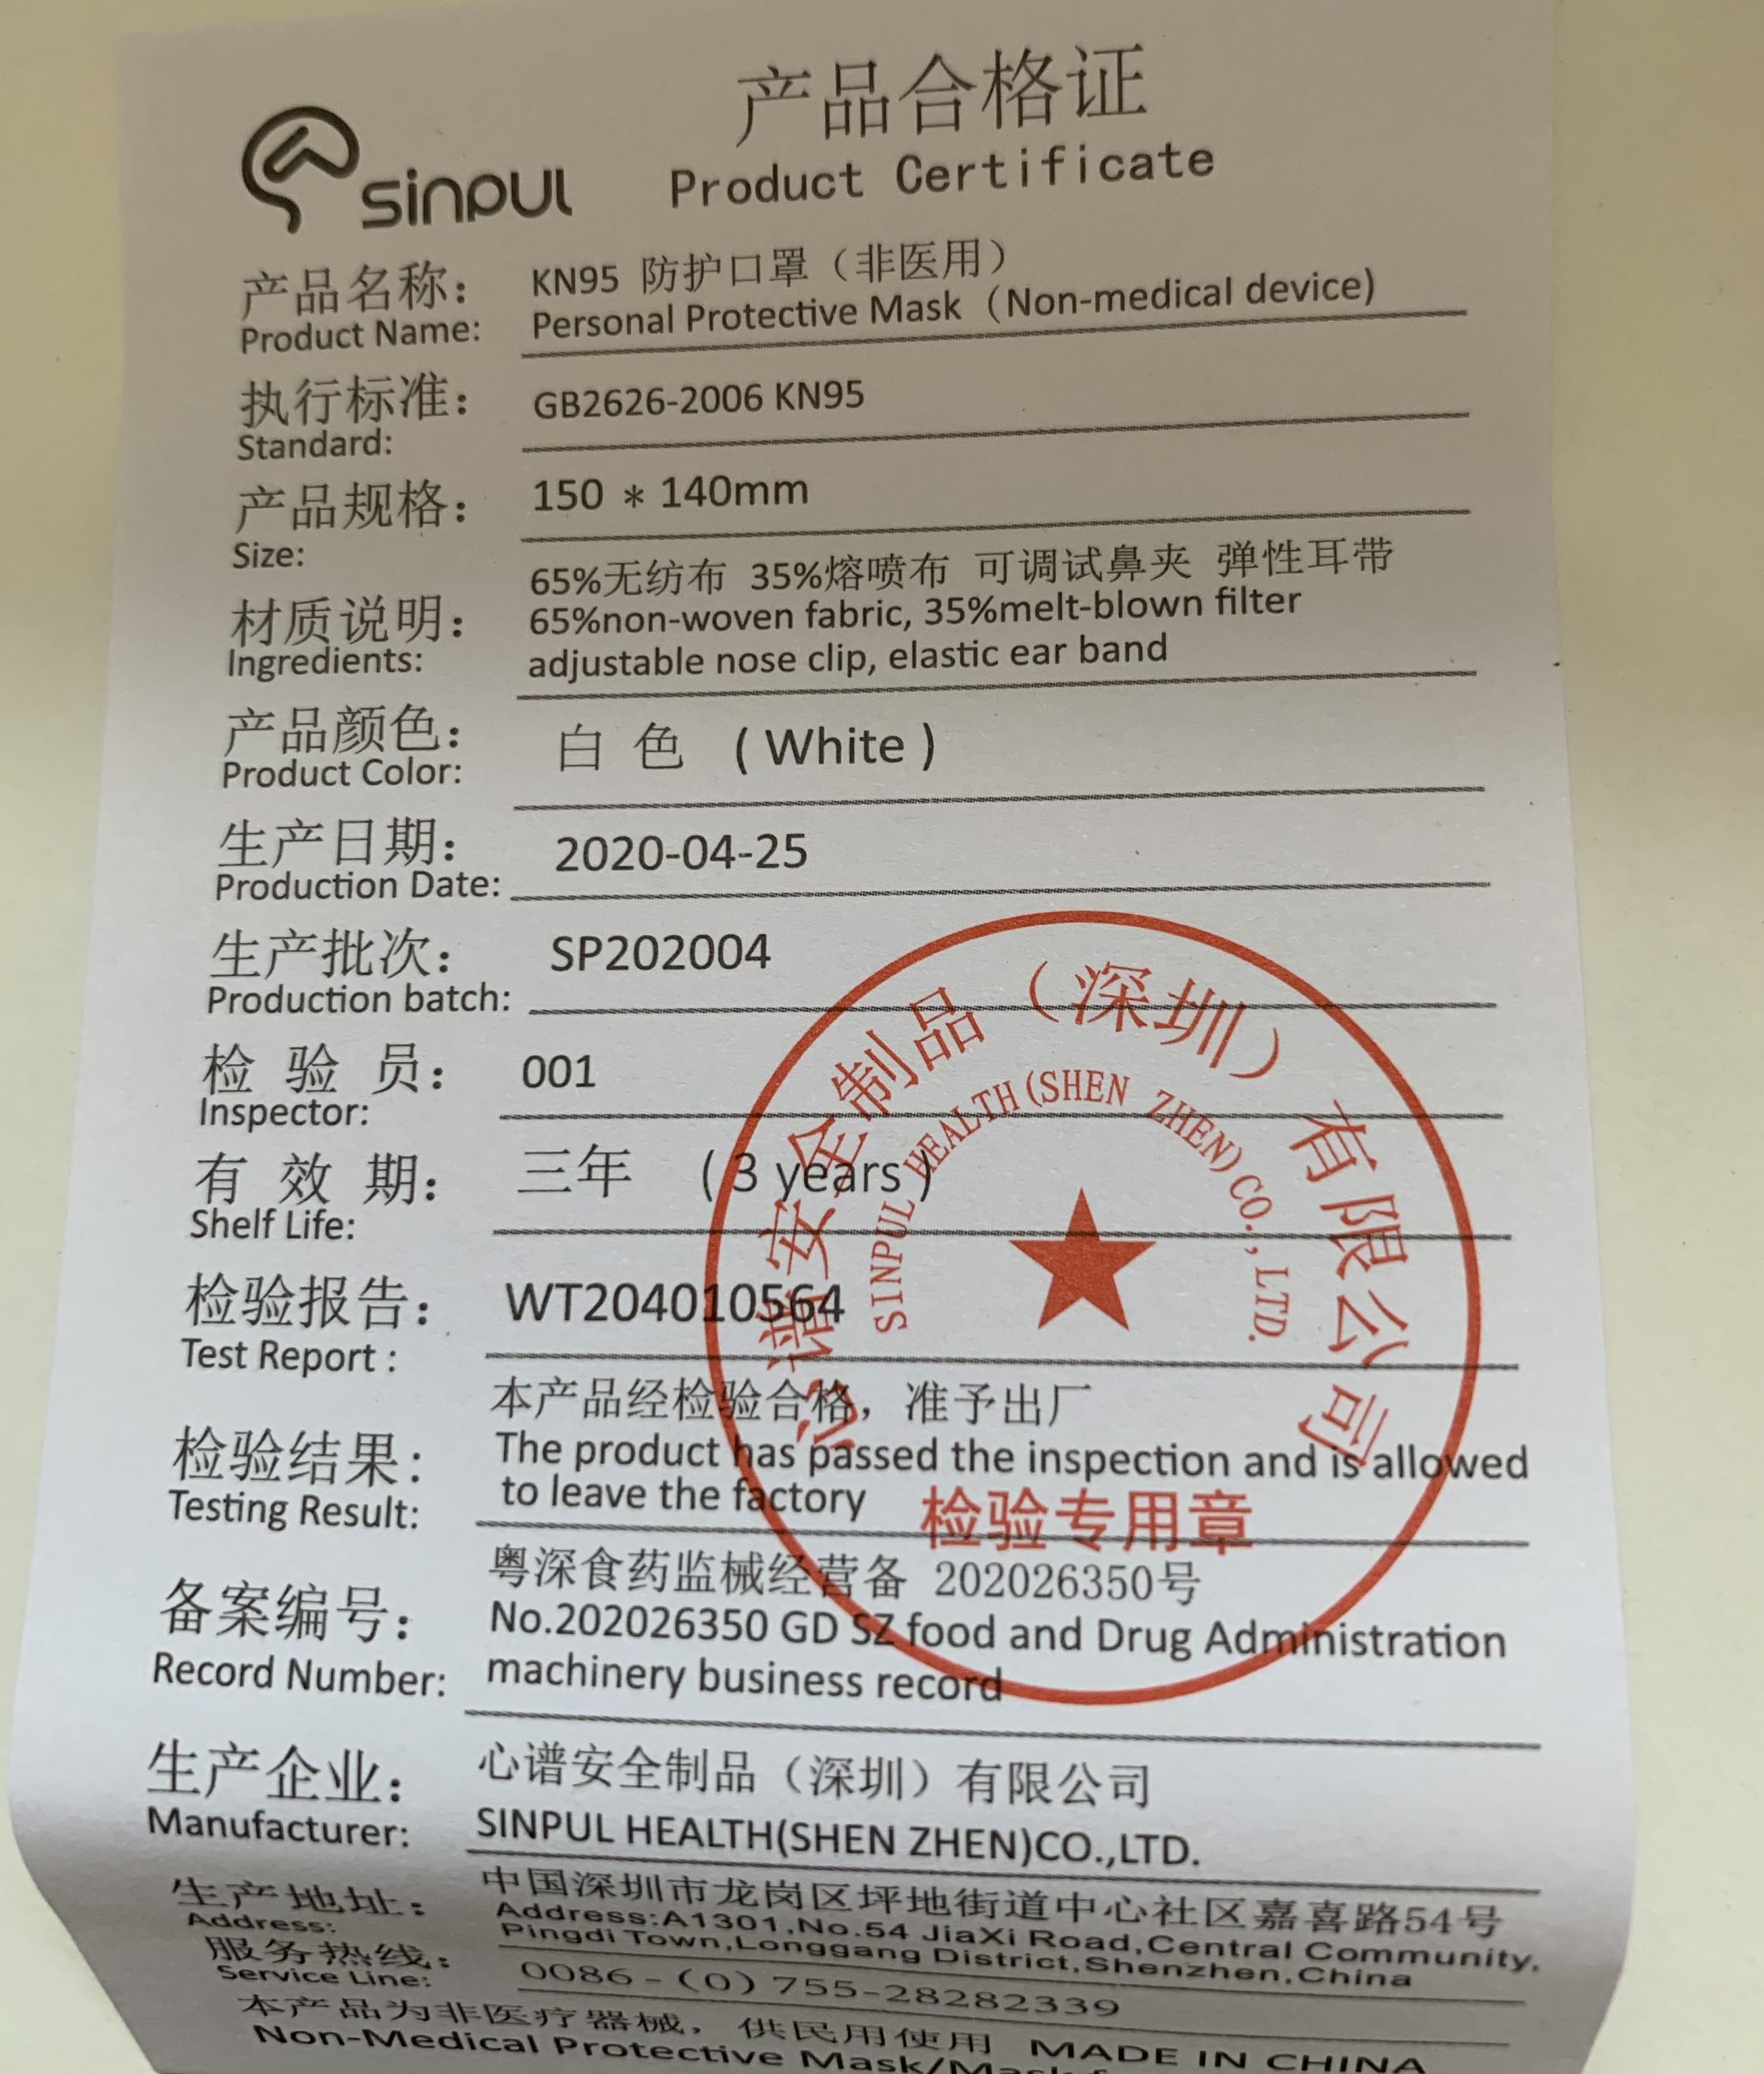 产品合格证
sinpul
Product Certificate
产品名称： KN95 防护口罩（非医用）
Product Name: Personal Protective Mask（Non-medical device)
执行标准： GB2626-2006 KN95
Standard:
产品规格： 150 * 140mm
Size:
65%无纺布 35%熔喷布 可调试鼻夹 弹性耳带
材质说明： 65%non-woven fabric, 35%melt-blown filter
Ingredients: adjustable nose clip, elastic ear band
产品颜色： 白 色 ( White )
Product Color:
生产日期： 2020-04-25
Production Date:
生产批次： SP202004
Production batch:
检 验 员： 001
Inspector:
有 效 期： 三年 ( 3 years )
Shelf Life:
检验报告： WT204010564
Test Report :
本产品经检验合格，准予出厂
检验结果： The product has passed the inspection and is allowed
Testing Result: to leave the factory
粤深食药监械经营备 202026350号
备案编号： No.202026350 GD SZ food and Drug Administration
Record Number: machinery business record
生产企业： 心谱安全制品（深圳）有限公司
Manufacturer: SINPUL HEALTH(SHEN ZHEN)CO.,LTD.
生产地址： 中国深圳市龙岗区坪地街道中心社区嘉喜路54号
Address: Address:A1301,No.54 JiaXi Road,Central Community,
Pingdi Town,Longgang District,Shenzhen,China
服务热线： 0086-(0) 755-28282339
Service Line:
本产品为非医疗器械，供民用使用 MADE IN CHINA
Non-Medical Protective Mask/Mask
心谱安全制品（深圳）有限公司
SINPUL HEALTH(SHEN ZHEN)CO.,LTD.
检验专用章